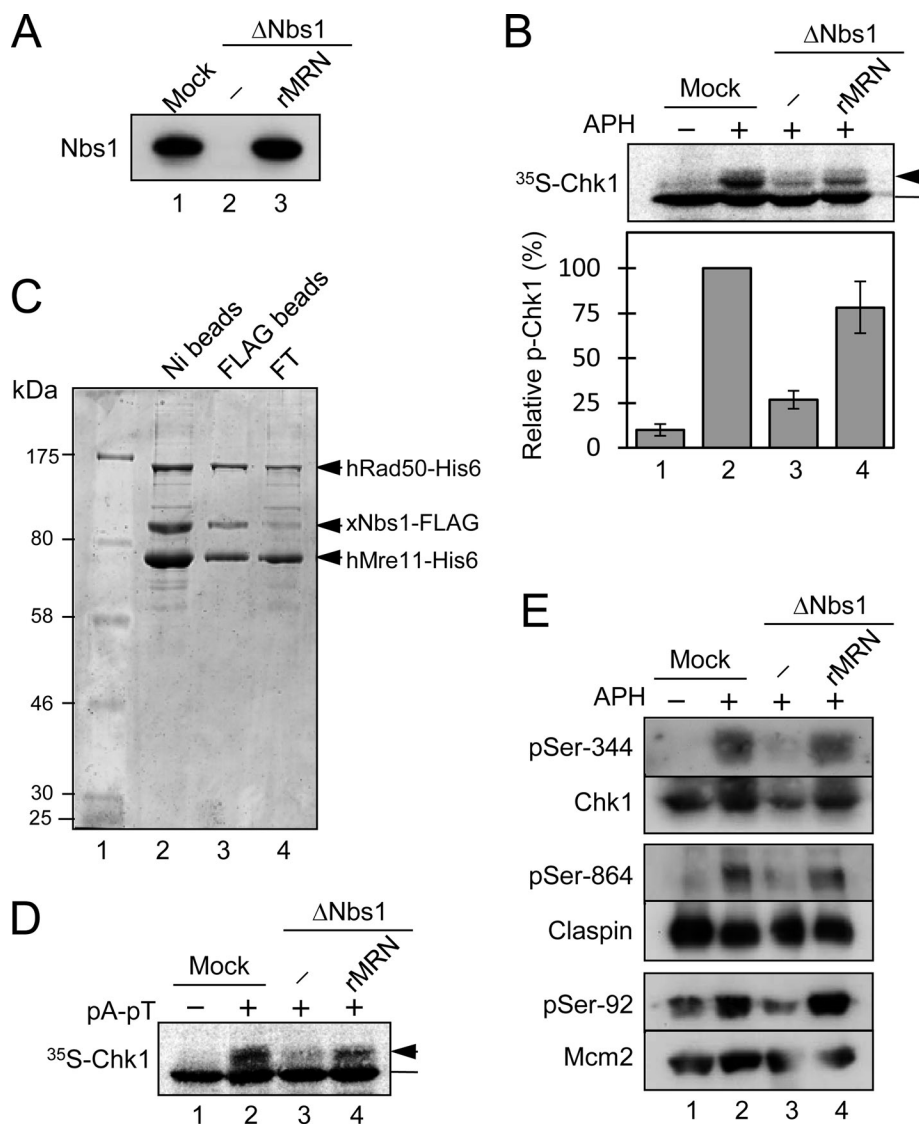 A
ΔNbs1
Mock
–
rMRN
Nbs1
1 2 3
B
ΔNbs1
Mock
–
rMRN
APH – + + +
³⁵S-Chk1
Relative p-Chk1 (%)
100
75
50
25
0
1 2 3 4
C
Ni beads
FLAG beads
FT
kDa
175
hRad50-His6
xNbs1-FLAG
80
hMre11-His6
58
46
30
25
1 2 3 4
D
ΔNbs1
Mock
–
rMRN
pA-pT – + + +
³⁵S-Chk1
1 2 3 4
E
ΔNbs1
Mock
–
rMRN
APH – + + +
pSer-344
Chk1
pSer-864
Claspin
pSer-92
Mcm2
1 2 3 4